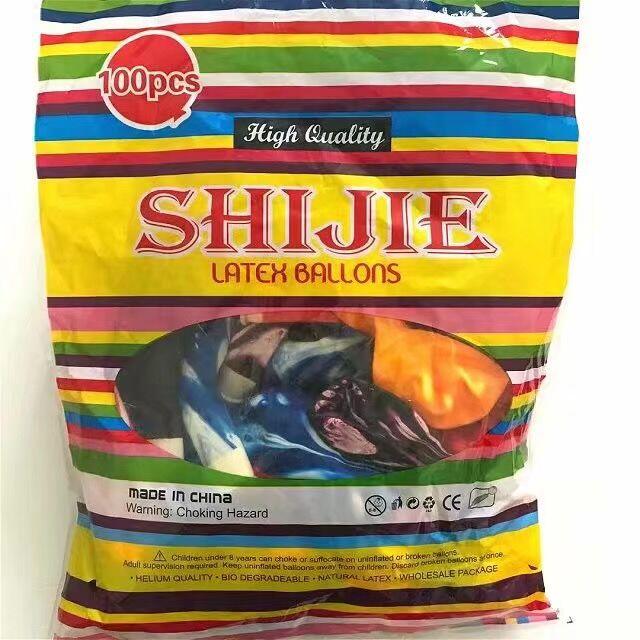 100pcs
High Quality
SHIJIE
LATEX BALLONS
MADE IN CHINA
Warning: Choking Hazard
CE
Children under 8 years can choke or suffocate on uninflated or broken balloons.
Adult supervision required. Keep uninflated balloons away from children. Discard broken balloons at once.
• HELIUM QUALITY • BIO DEGRADEABLE • NATURAL LATEX • WHOLESALE PACKAGE